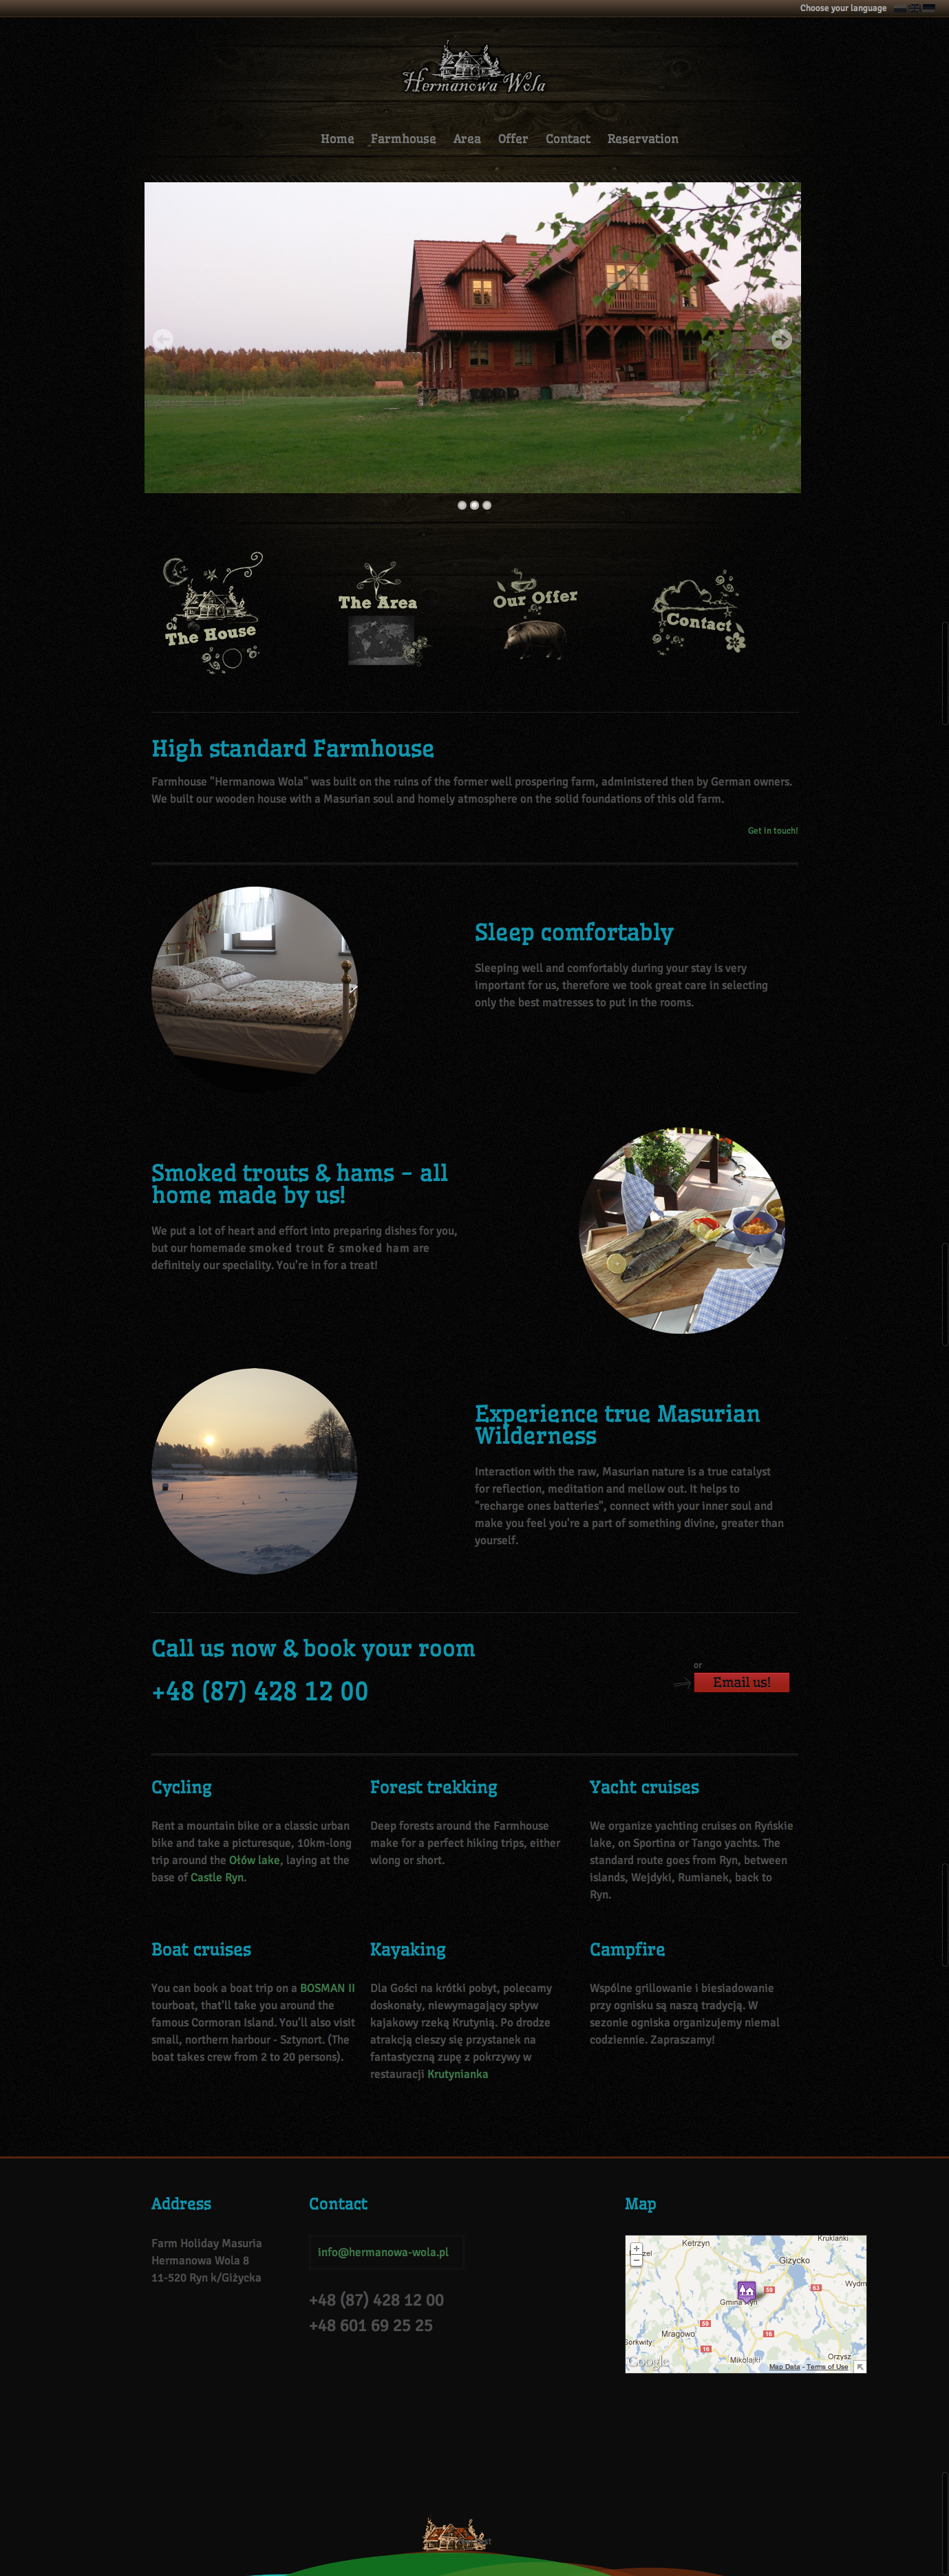 Choose your language
Hermanowa Wola
Home Farmhouse Area Offer Contact Reservation
The House
The Area
Our Offer
Contact
High standard Farmhouse
Farmhouse "Hermanowa Wola" was built on the ruins of the former well prospering farm, administered then by German owners.
We built our wooden house with a Masurian soul and homely atmosphere on the solid foundations of this old farm.
Get in touch!
Sleep comfortably
Sleeping well and comfortably during your stay is very
important for us, therefore we took great care in selecting
only the best matresses to put in the rooms.
Smoked trouts & hams – all
home made by us!
We put a lot of heart and effort into preparing dishes for you,
but our homemade smoked trout & smoked ham are
definitely our speciality. You're in for a treat!
Experience true Masurian
Wilderness
Interaction with the raw, Masurian nature is a true catalyst
for reflection, meditation and mellow out. It helps to
"recharge ones batteries", connect with your inner soul and
make you feel you're a part of something divine, greater than
yourself.
Call us now & book your room
+48 (87) 428 12 00
or
Email us!
Cycling
Rent a mountain bike or a classic urban
bike and take a picturesque, 10km-long
trip around the Ołów lake, laying at the
base of Castle Ryn.
Forest trekking
Deep forests around the Farmhouse
make for a perfect hiking trips, either
wlong or short.
Yacht cruises
We organize yachting cruises on Ryńskie
lake, on Sportina or Tango yachts. The
standard route goes from Ryn, between
islands, Wejdyki, Rumianek, back to
Ryn.
Boat cruises
You can book a boat trip on a BOSMAN II
tourboat, that'll take you around the
famous Cormoran Island. You'll also visit
small, northern harbour - Sztynort. (The
boat takes crew from 2 to 20 persons).
Kayaking
Dla Gości na krótki pobyt, polecamy
doskonały, niewymagający spływ
kajakowy rzeką Krutynią. Po drodze
atrakcją cieszy się przystanek na
fantastyczną zupę z pokrzywy w
restauracji Krutynianka
Campfire
Wspólne grillowanie i biesiadowanie
przy ognisku są naszą tradycją. W
sezonie ogniska organizujemy niemal
codziennie. Zapraszamy!
Address
Farm Holiday Masuria
Hermanowa Wola 8
11-520 Ryn k/Giżycka
Contact
info@hermanowa-wola.pl
+48 (87) 428 12 00
+48 601 69 25 25
Map
Kruklanki
Kętrzyn
Giżycko
Wydm
59
63
Gmina Ryn
59
16
Mrągowo
Sorkwity
16
Mikołajki
Orzysz
Google
Map Data - Terms of Use